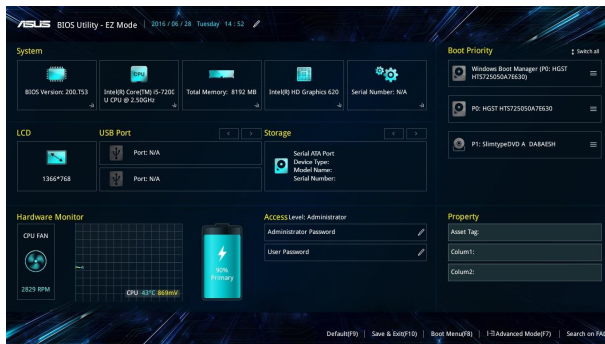 ASUS BIOS Utility - EZ Mode 2016/06/28 Tuesday 14:52
System
BIOS Version: 200.T53
CPU
Intel(R) Core(TM) i5-7200
U CPU @ 2.50GHz
Total Memory: 8192 MB
Intel(R) HD Graphics 620
Serial Number: N/A
Boot Priority
Switch all
Windows Boot Manager (P0: HGST
HTS725050A7E630)
P0: HGST HTS725050A7E630
P1: SlimtypeDVD A DA8AESH
LCD
1366*768
USB Port
Port: N/A
Port: N/A
Storage
Serial ATA Port
Device Type:
Model Name:
Serial Number:
Hardware Monitor
CPU FAN
2829 RPM
CPU 43°C 869mV
90%
Primary
Access Level: Administrator
Administrator Password
User Password
Property
Asset Tag:
Colum1:
Colum2:
Default(F9) Save & Exit(F10) Boot Menu(F8) Advanced Mode(F7) Search on FAQ